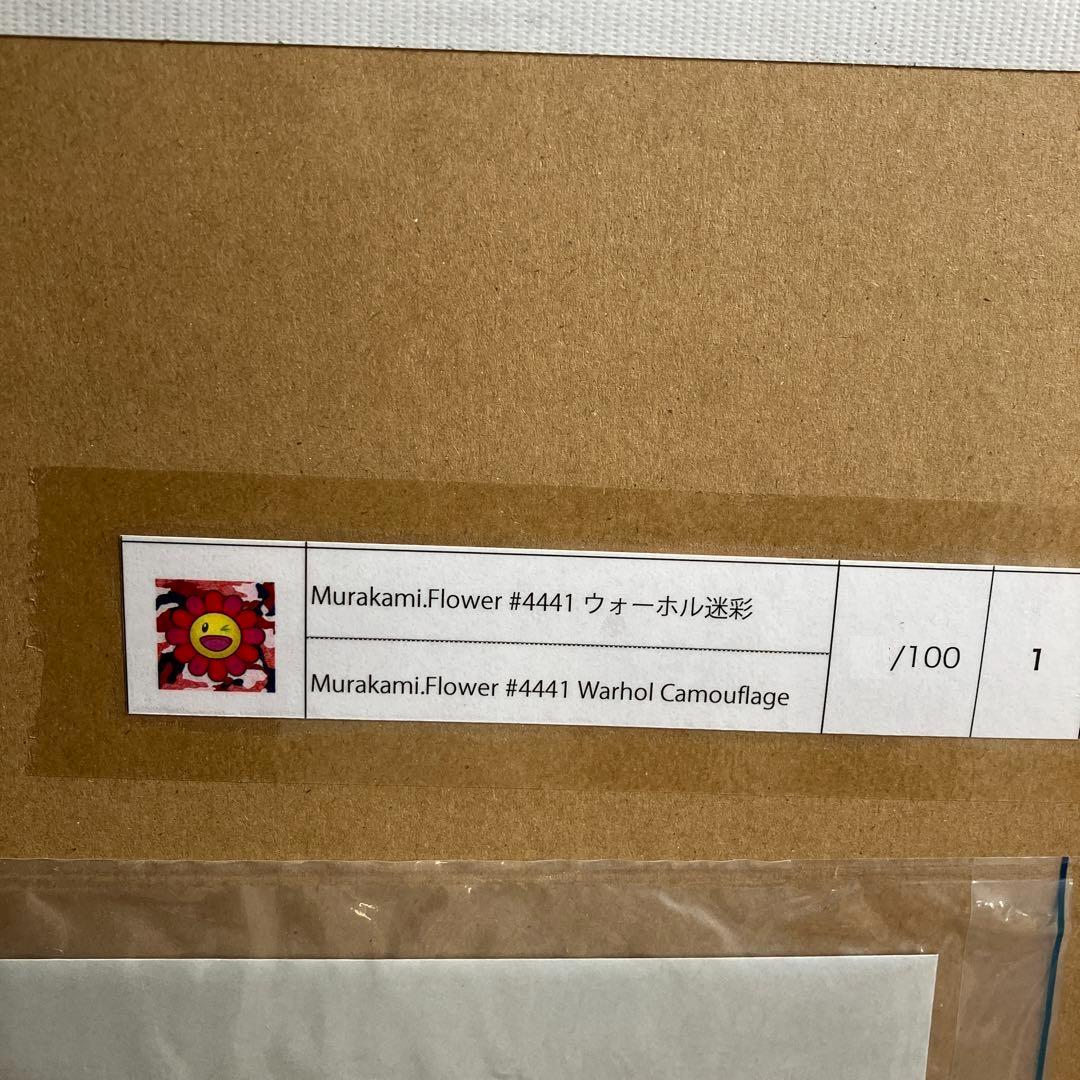 Murakami.Flower #4441 ウォーホル迷彩
Murakami.Flower #4441 Warhol Camouflage
/100
1